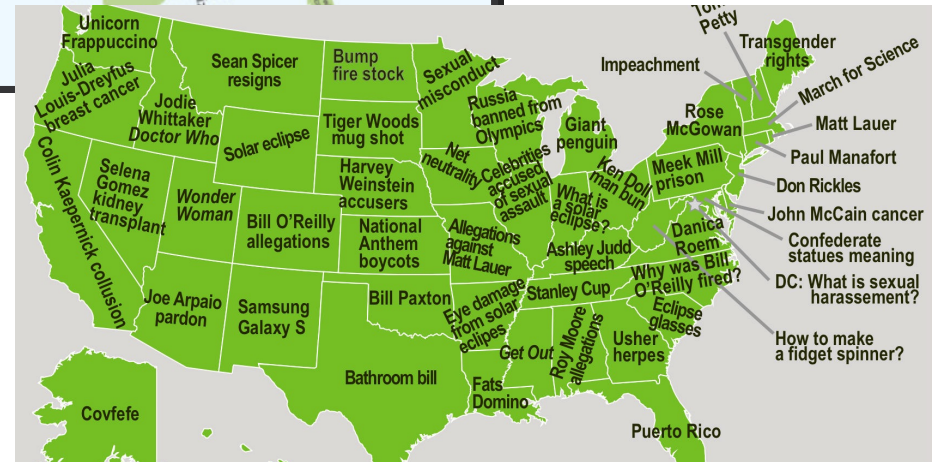 Unicorn
Frappuccino
Julia
Louis-Dreyfus
breast cancer
Jodie
Whittaker
Doctor Who
Sean Spicer
resigns
Bump
fire stock
Sexual
misconduct
Russia
banned from
Olympics
Giant
penguin
Solar eclipse
Tiger Woods
mug shot
Net
neutrality
Celebrities
accused
of sexual
assault
Ken Doll
man bun
What is
a solar
eclipse?
Colin Kaepernick collusion
Selena
Gomez
kidney
transplant
Wonder
Woman
Bill O'Reilly
allegations
Harvey
Weinstein
accusers
National
Anthem
boycotts
Allegations
against
Matt Lauer
Ashley Judd
speech
Joe Arpaio
pardon
Samsung
Galaxy S
Bill Paxton
Eye damage
from solar
eclipes
Stanley Cup
Bathroom bill
Fats
Domino
Get Out
Roy Moore
allegations
Usher
herpes
Eclipse
glasses
Why was Bill
O'Reilly fired?
Danica
Roem
Meek Mill
prison
Rose
McGowan
Puerto Rico
Covfefe
Tom
Petty
Impeachment
Transgender
rights
March for Science
Matt Lauer
Paul Manafort
Don Rickles
John McCain cancer
Confederate
statues meaning
DC: What is sexual
harassement?
How to make
a fidget spinner?